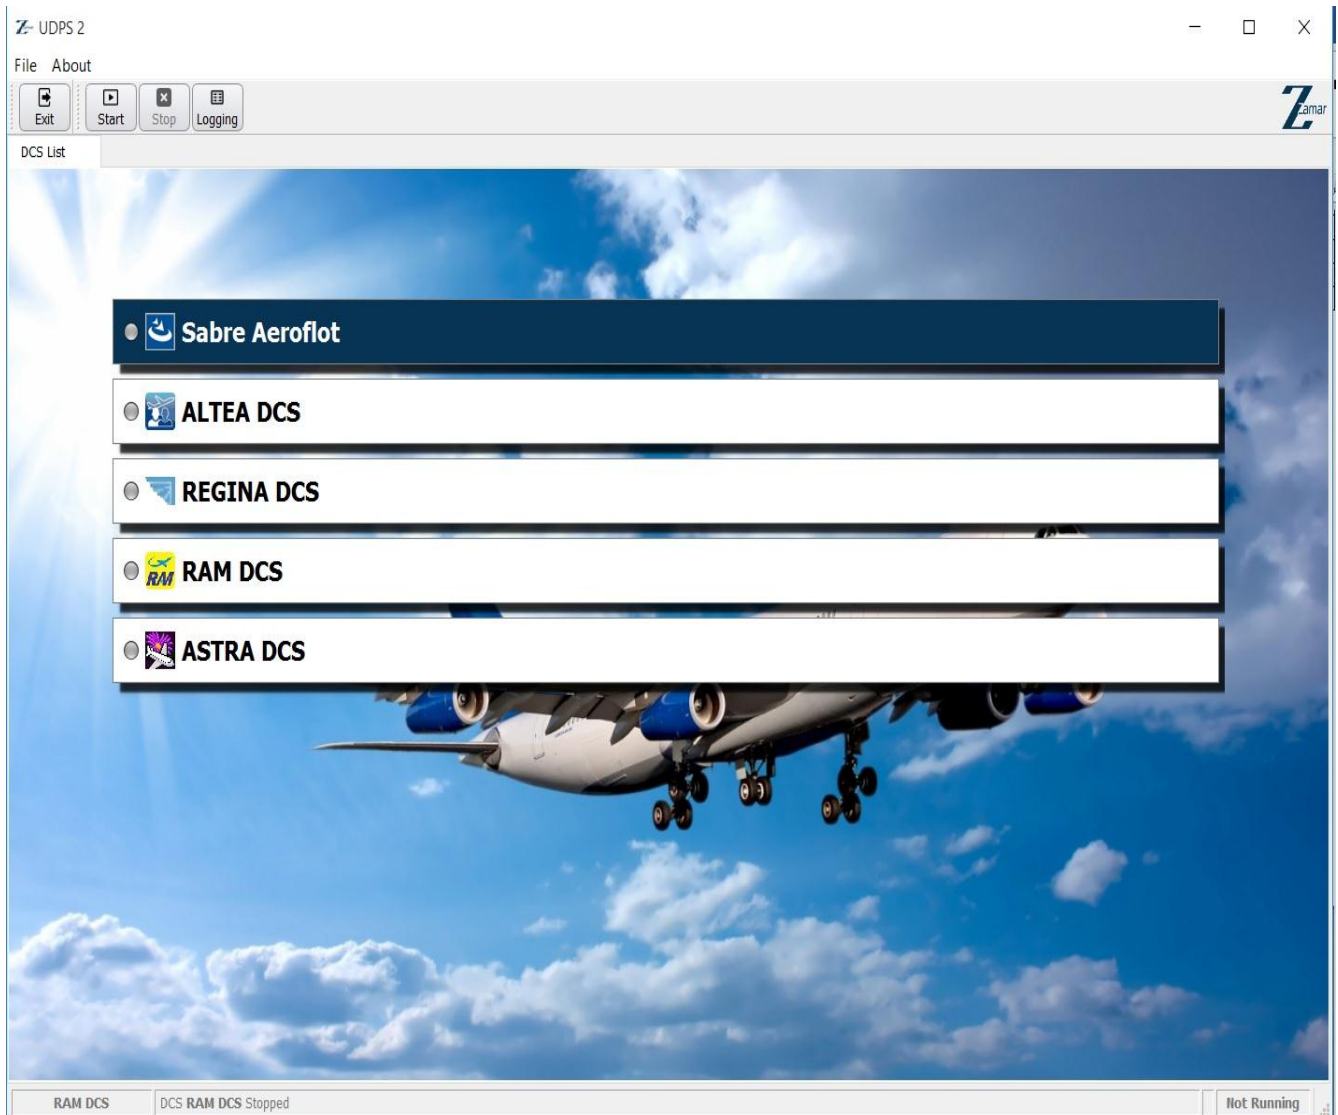 UDPS 2
File About
Exit Start Stop Logging
Zamar
DCS List
Sabre Aeroflot
ALTEA DCS
REGINA DCS
RM RAM DCS
ASTRA DCS
RAM DCS DCS RAM DCS Stopped Not Running